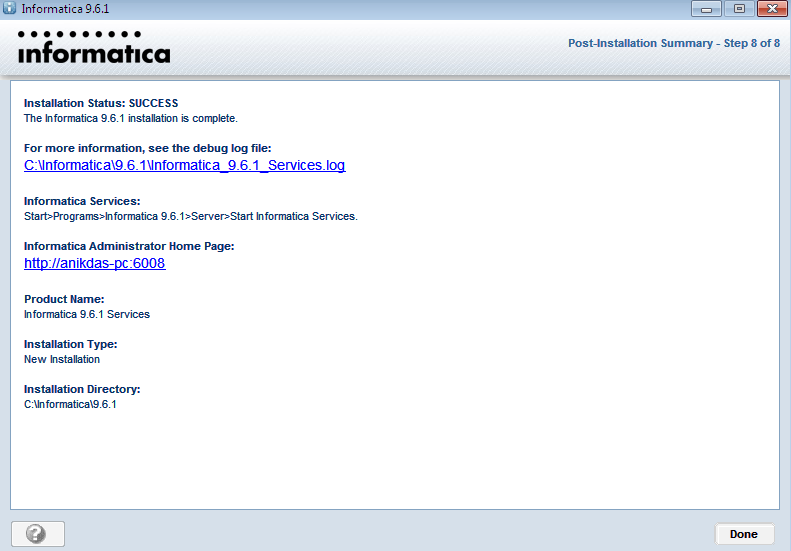 Informatica 9.6.1
informatica
Post-Installation Summary - Step 8 of 8
Installation Status: SUCCESS
The Informatica 9.6.1 installation is complete.
For more information, see the debug log file:
C:\Informatica\9.6.1\Informatica_9.6.1_Services.log
Informatica Services:
Start>Programs>Informatica 9.6.1>Server>Start Informatica Services.
Informatica Administrator Home Page:
http://anikdas-pc:6008
Product Name:
Informatica 9.6.1 Services
Installation Type:
New Installation
Installation Directory:
C:\Informatica\9.6.1
?
Done